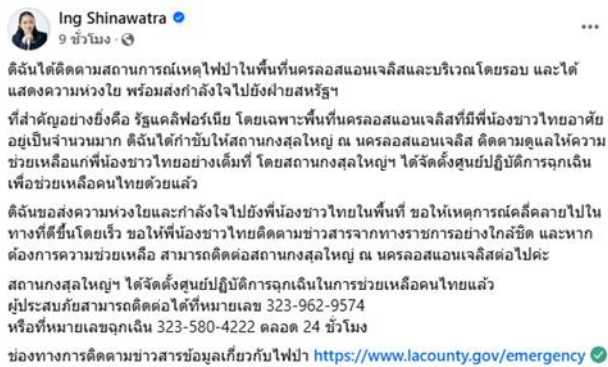 Ing Shinawatra
9 ชั่วโมง ·
ดิฉันได้ติดตามสถานการณ์เหตุไฟป่าในพื้นที่นครลอสแอนเจลิสและบริเวณโดยรอบ และได้
แสดงความห่วงใย พร้อมส่งกำลังใจไปยังฝ่ายสหรัฐฯ
ที่สำคัญอย่างยิ่งคือ รัฐแคลิฟอร์เนีย โดยเฉพาะพื้นที่นครลอสแอนเจลิสที่มีพี่น้องชาวไทยอาศัย
อยู่เป็นจำนวนมาก ดิฉันได้กำชับให้สถานกงสุลใหญ่ ณ นครลอสแอนเจลิส ติดตามดูแลให้ความ
ช่วยเหลือแก่พี่น้องชาวไทยอย่างเต็มที่ โดยสถานกงสุลใหญ่ฯ ได้จัดตั้งศูนย์ปฏิบัติการฉุกเฉิน
เพื่อช่วยเหลือคนไทยด้วยแล้ว
ดิฉันขอส่งความห่วงใยและกำลังใจไปยังพี่น้องชาวไทยในพื้นที่ ขอให้เหตุการณ์คลี่คลายไปใน
ทางที่ดีขึ้นโดยเร็ว ขอให้พี่น้องชาวไทยติดตามข่าวสารจากทางราชการอย่างใกล้ชิด และหาก
ต้องการความช่วยเหลือ สามารถติดต่อสถานกงสุลใหญ่ ณ นครลอสแอนเจลิสต่อไปค่ะ
สถานกงสุลใหญ่ฯ ได้จัดตั้งศูนย์ปฏิบัติการฉุกเฉินในการช่วยเหลือคนไทยแล้ว
ผู้ประสบภัยสามารถติดต่อได้ที่หมายเลข 323-962-9574
หรือที่หมายเลขฉุกเฉิน 323-580-4222 ตลอด 24 ชั่วโมง
ช่องทางการติดตามข่าวสารข้อมูลเกี่ยวกับไฟป่า https://www.lacounty.gov/emergency